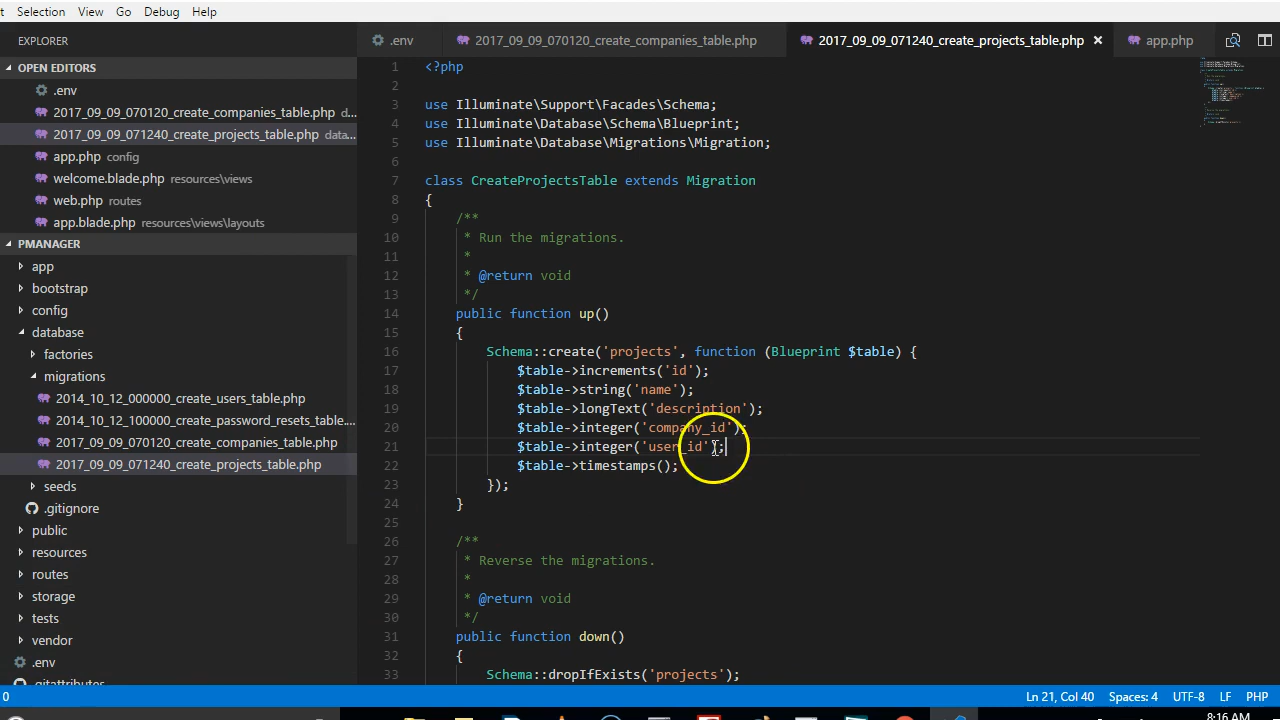 Selection View Go Debug Help
EXPLORER
.env 2017_09_09_070120_create_companies_table.php 2017_09_09_071240_create_projects_table.php × app.php
OPEN EDITORS
.env
2017_09_09_070120_create_companies_table.php d...
2017_09_09_071240_create_projects_table.php data...
app.php config
welcome.blade.php resources\views
web.php routes
app.blade.php resources\views\layouts
PMANAGER
app
bootstrap
config
database
factories
migrations
2014_10_12_000000_create_users_table.php
2014_10_12_100000_create_password_resets_table....
2017_09_09_070120_create_companies_table.php
2017_09_09_071240_create_projects_table.php
seeds
.gitignore
public
resources
routes
storage
tests
vendor
.env
.gitattributes
1 <?php
2
3 use Illuminate\Support\Facades\Schema;
4 use Illuminate\Database\Schema\Blueprint;
5 use Illuminate\Database\Migrations\Migration;
6
7 class CreateProjectsTable extends Migration
8 {
9 /**
10 * Run the migrations.
11 *
12 * @return void
13 */
14 public function up()
15 {
16 Schema::create('projects', function (Blueprint $table) {
17 $table->increments('id');
18 $table->string('name');
19 $table->longText('description');
20 $table->integer('company_id');
21 $table->integer('user_id');
22 $table->timestamps();
23 });
24 }
25
26 /**
27 * Reverse the migrations.
28 *
29 * @return void
30 */
31 public function down()
32 {
33 Schema::dropIfExists('projects');
0 Ln 21, Col 40 Spaces: 4 UTF-8 LF PHP
8:16 AM